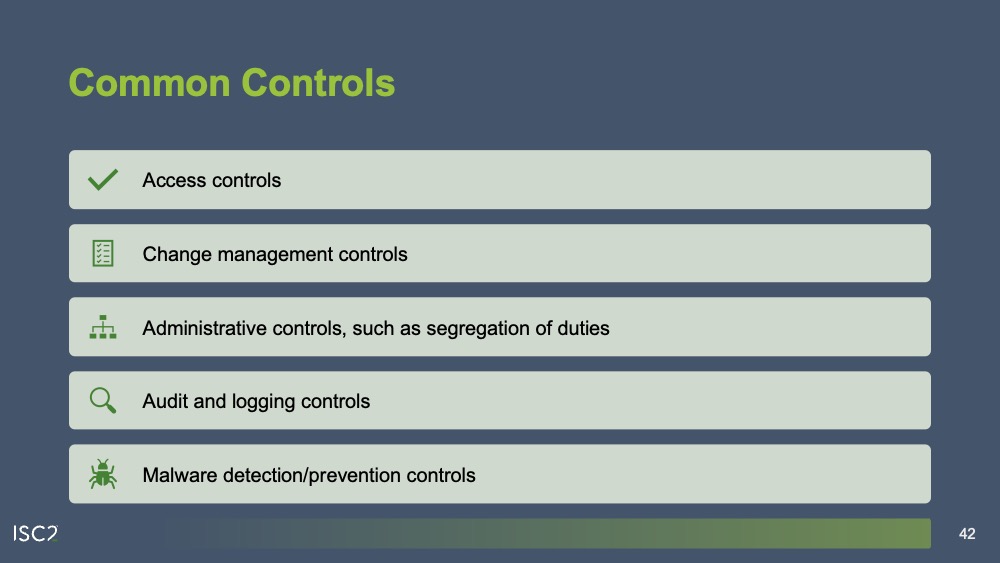 Common Controls
Access controls
Change management controls
Administrative controls, such as segregation of duties
Audit and logging controls
Malware detection/prevention controls
ISC2
42